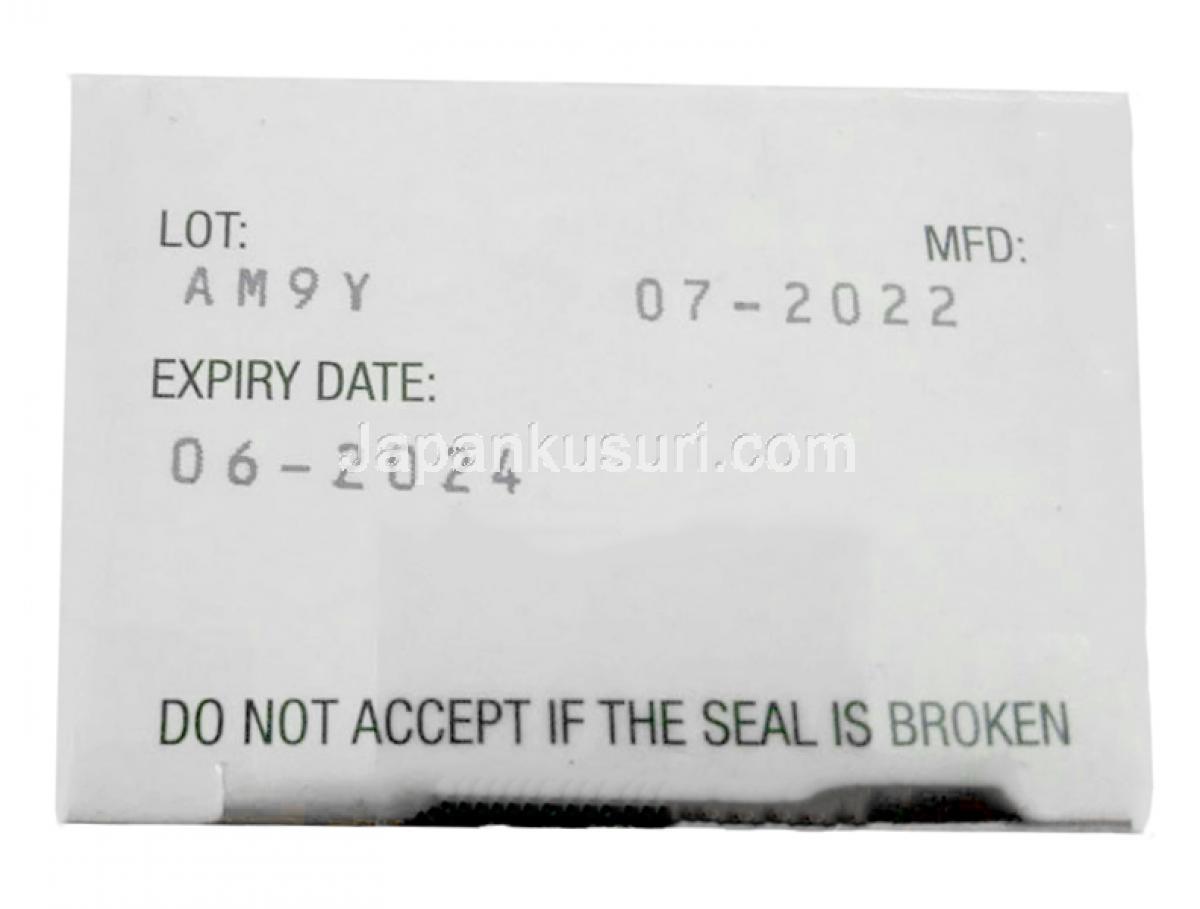 LOT:
MFD:
AM9Y
07-2022
EXPIRY DATE:
06-2024
Japankusuri.com
DO NOT ACCEPT IF THE SEAL IS BROKEN